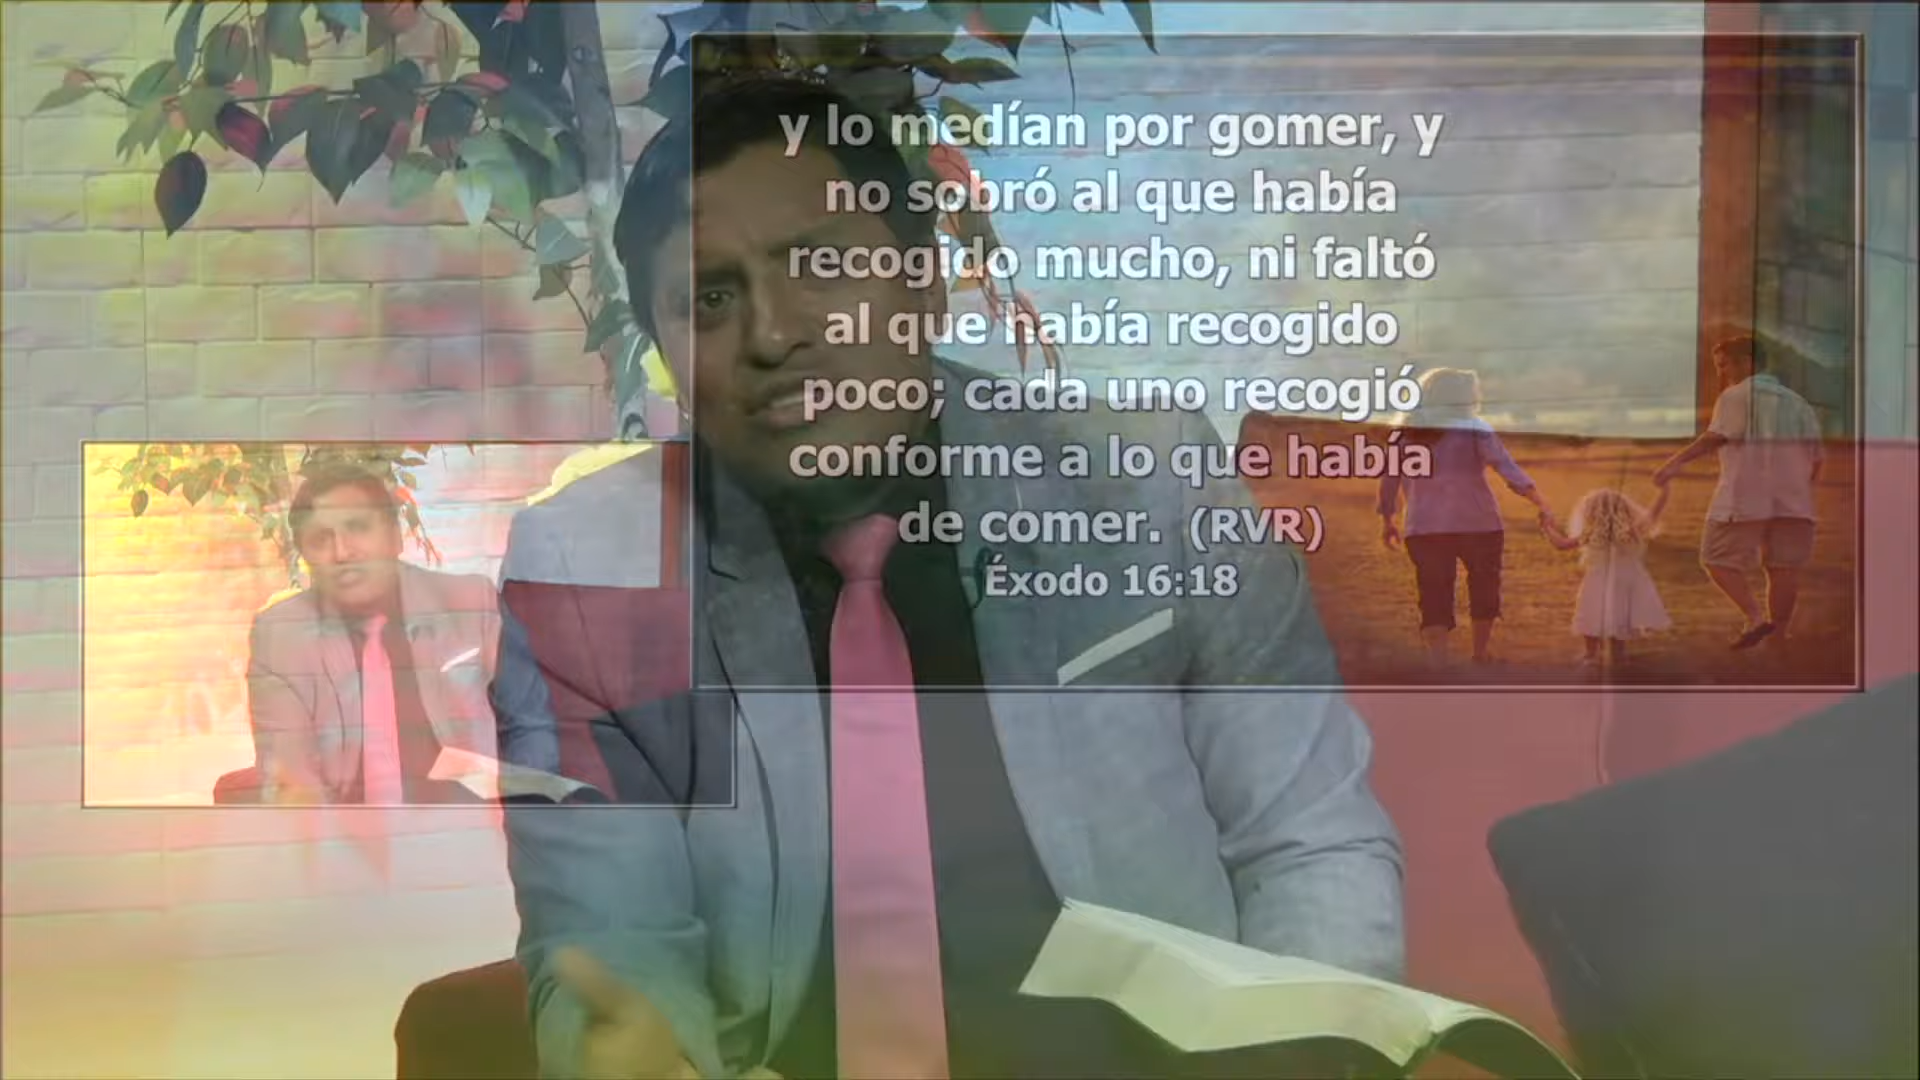 y lo medían por gomer, y
no sobró al que había
recogido mucho, ni faltó
al que había recogido
poco; cada uno recogió
conforme a lo que había
de comer. (RVR)
Éxodo 16:18